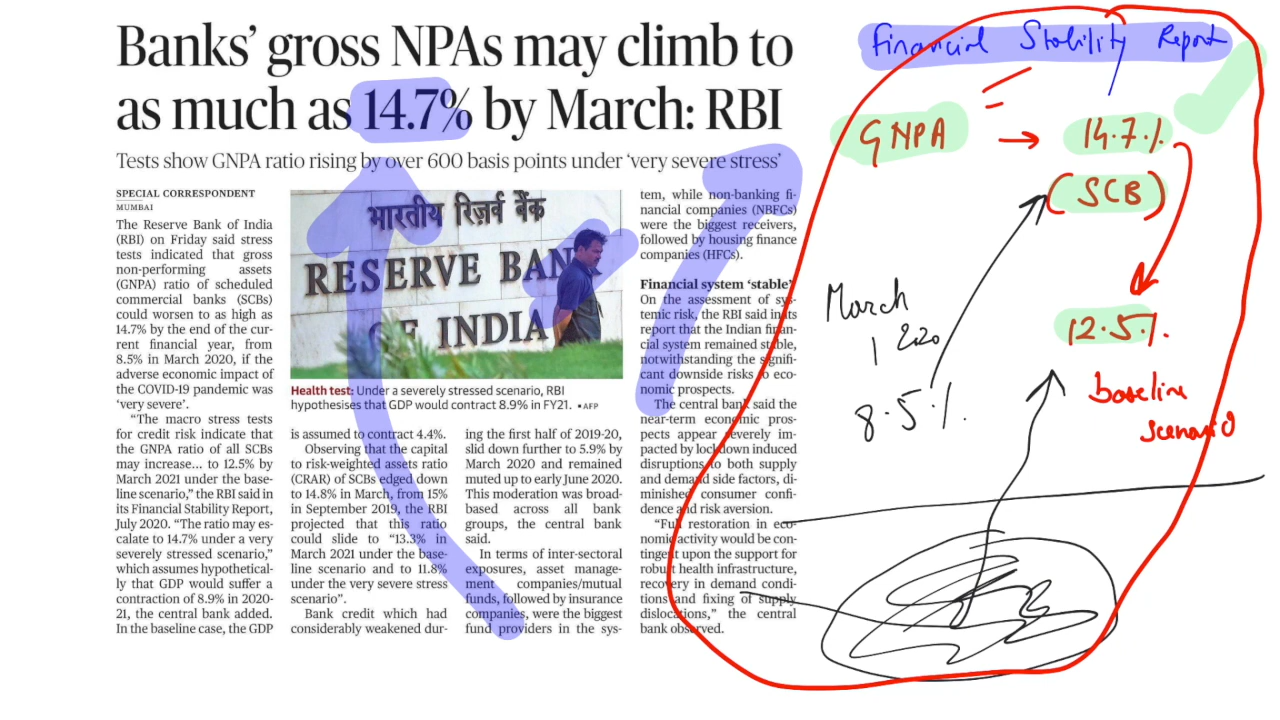 Banks' gross NPAs may climb to
as much as 14.7% by March: RBI
Tests show GNPA ratio rising by over 600 basis points under 'very severe stress'
SPECIAL CORRESPONDENT
MUMBAI
The Reserve Bank of India
(RBI) on Friday said stress
tests indicated that gross
non-performing assets
(GNPA) ratio of scheduled
commercial banks (SCBs)
could worsen to as high as
14.7% by the end of the cur-
rent financial year, from
8.5% in March 2020, if the
adverse economic impact of
the COVID-19 pandemic was
'very severe'.
"The macro stress tests
for credit risk indicate that
the GNPA ratio of all SCBs
may increase... to 12.5% by
March 2021 under the base-
line scenario," the RBI said in
its Financial Stability Report,
July 2020. "The ratio may es-
calate to 14.7% under a very
severely stressed scenario,"
which assumes hypothetical-
ly that GDP would suffer a
contraction of 8.9% in 2020-
21, the central bank added.
In the baseline case, the GDP
भारतीय रिज़र्व बैंक
RESERVE BAN
OF INDIA
Health test: Under a severely stressed scenario, RBI
hypothesises that GDP would contract 8.9% in FY21. •AFP
is assumed to contract 4.4%.
Observing that the capital
to risk-weighted assets ratio
(CRAR) of SCBs edged down
to 14.8% in March, from 15%
in September 2019, the RBI
projected that this ratio
could slide to "13.3% in
March 2021 under the base-
line scenario and to 11.8%
under the very severe stress
scenario".
Bank credit which had
considerably weakened dur-
ing the first half of 2019-20,
slid down further to 5.9% by
March 2020 and remained
muted up to early June 2020.
This moderation was broad-
based across all bank
groups, the central bank
said.
In terms of inter-sectoral
exposures, asset manage-
ment companies/mutual
funds, followed by insurance
companies, were the biggest
fund providers in the sys-
tem, while non-banking fi-
nancial companies (NBFCs)
were the biggest receivers,
followed by housing finance
companies (HFCs).
Financial system 'stable'
On the assessment of sys-
temic risk, the RBI said in its
report that the Indian finan-
cial system remained stable,
notwithstanding the signifi-
cant downside risks to eco-
nomic prospects.
The central bank said the
near-term economic pros-
pects appear severely im-
pacted by lockdown induced
disruptions to both supply
and demand side factors, di-
minished consumer confi-
dence and risk aversion.
"Full restoration in eco-
nomic activity would be con-
tingent upon the support for
robust health infrastructure,
recovery in demand condi-
tions and fixing of supply
dislocations," the central
bank observed.
Financial Stability Report
GNPA → 14.7%
(SCB)
March
2020
8.5%
12.5%
baseline
scenario